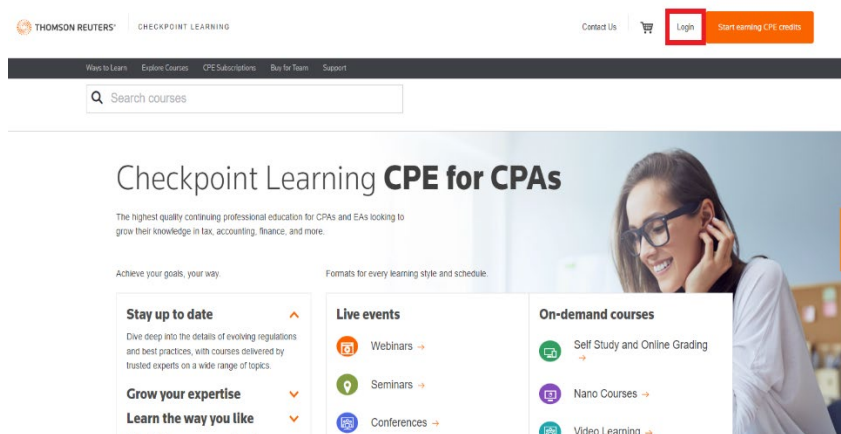 THOMSON REUTERS® CHECKPOINT LEARNING Contact Us Login Start earning CPE credits
Ways to Learn Explore Courses CPE Subscriptions Buy for Team Support
Search courses
Checkpoint Learning CPE for CPAs
The highest quality continuing professional education for CPAs and EAs looking to
grow their knowledge in tax, accounting, finance, and more.
Achieve your goals, your way. Formats for every learning style and schedule.
Stay up to date
Dive deep into the details of evolving regulations
and best practices, with courses delivered by
trusted experts on a wide range of topics.
Grow your expertise
Learn the way you like
Live events
Webinars →
Seminars →
Conferences →
On-demand courses
Self Study and Online Grading
→
Nano Courses →
Video Learning →